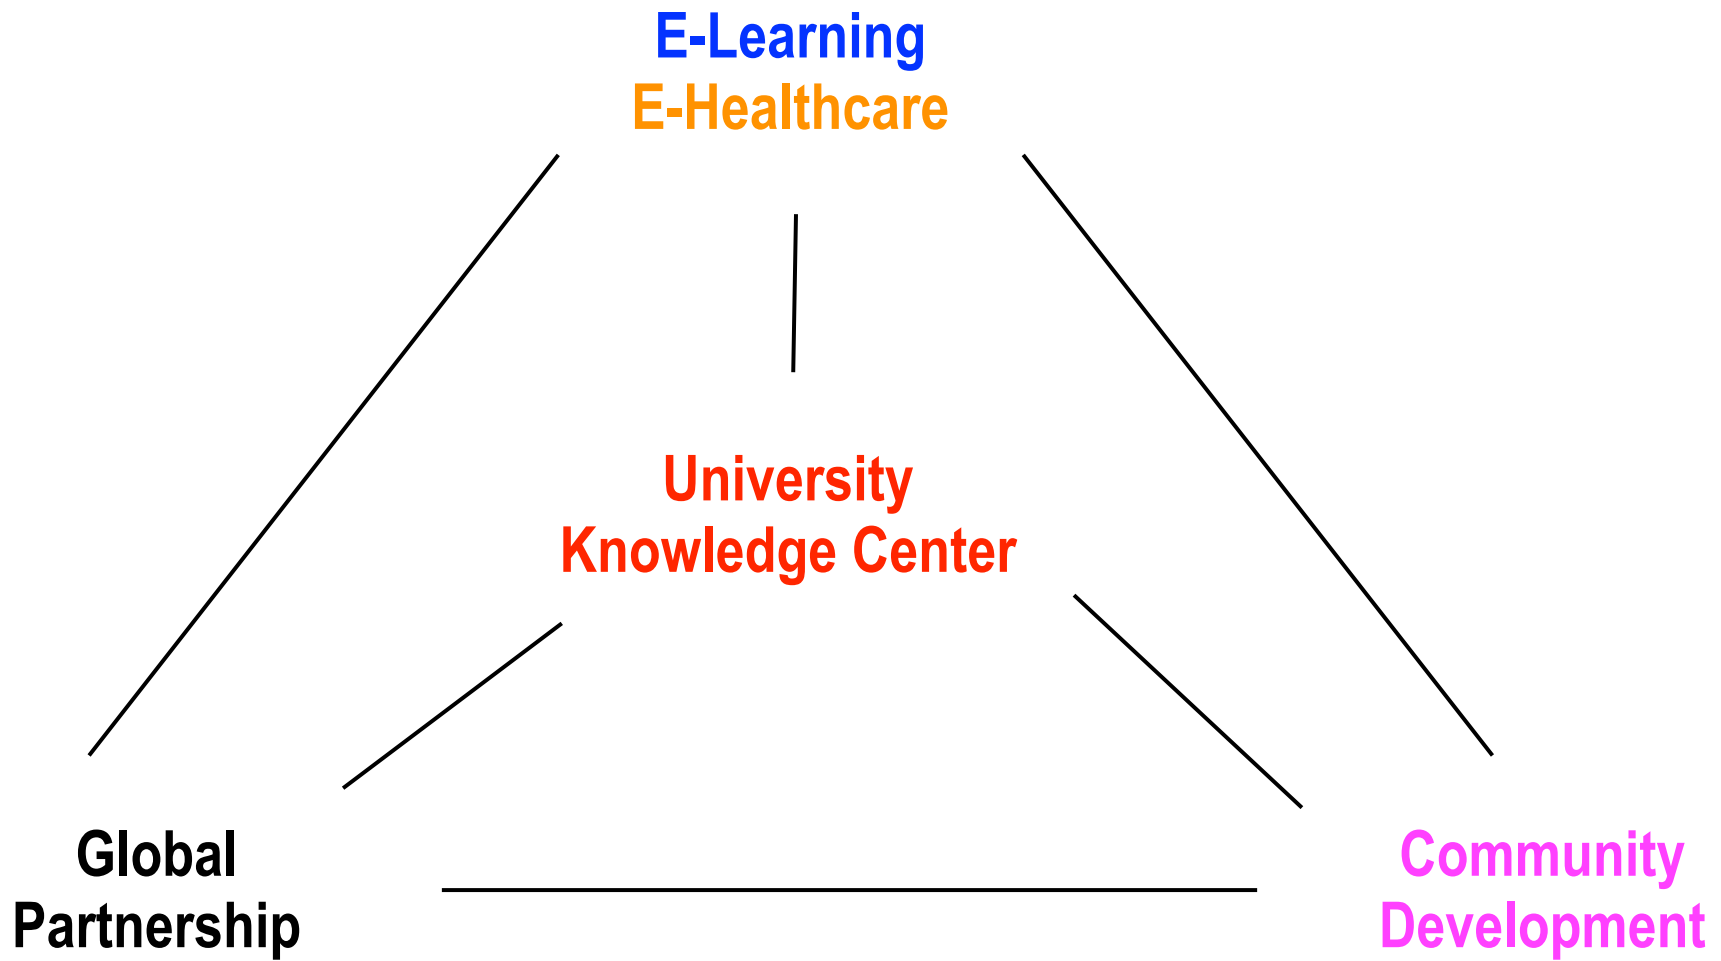 E-Learning
E-Healthcare
University
Knowledge Center
Global
Partnership
Community
Development